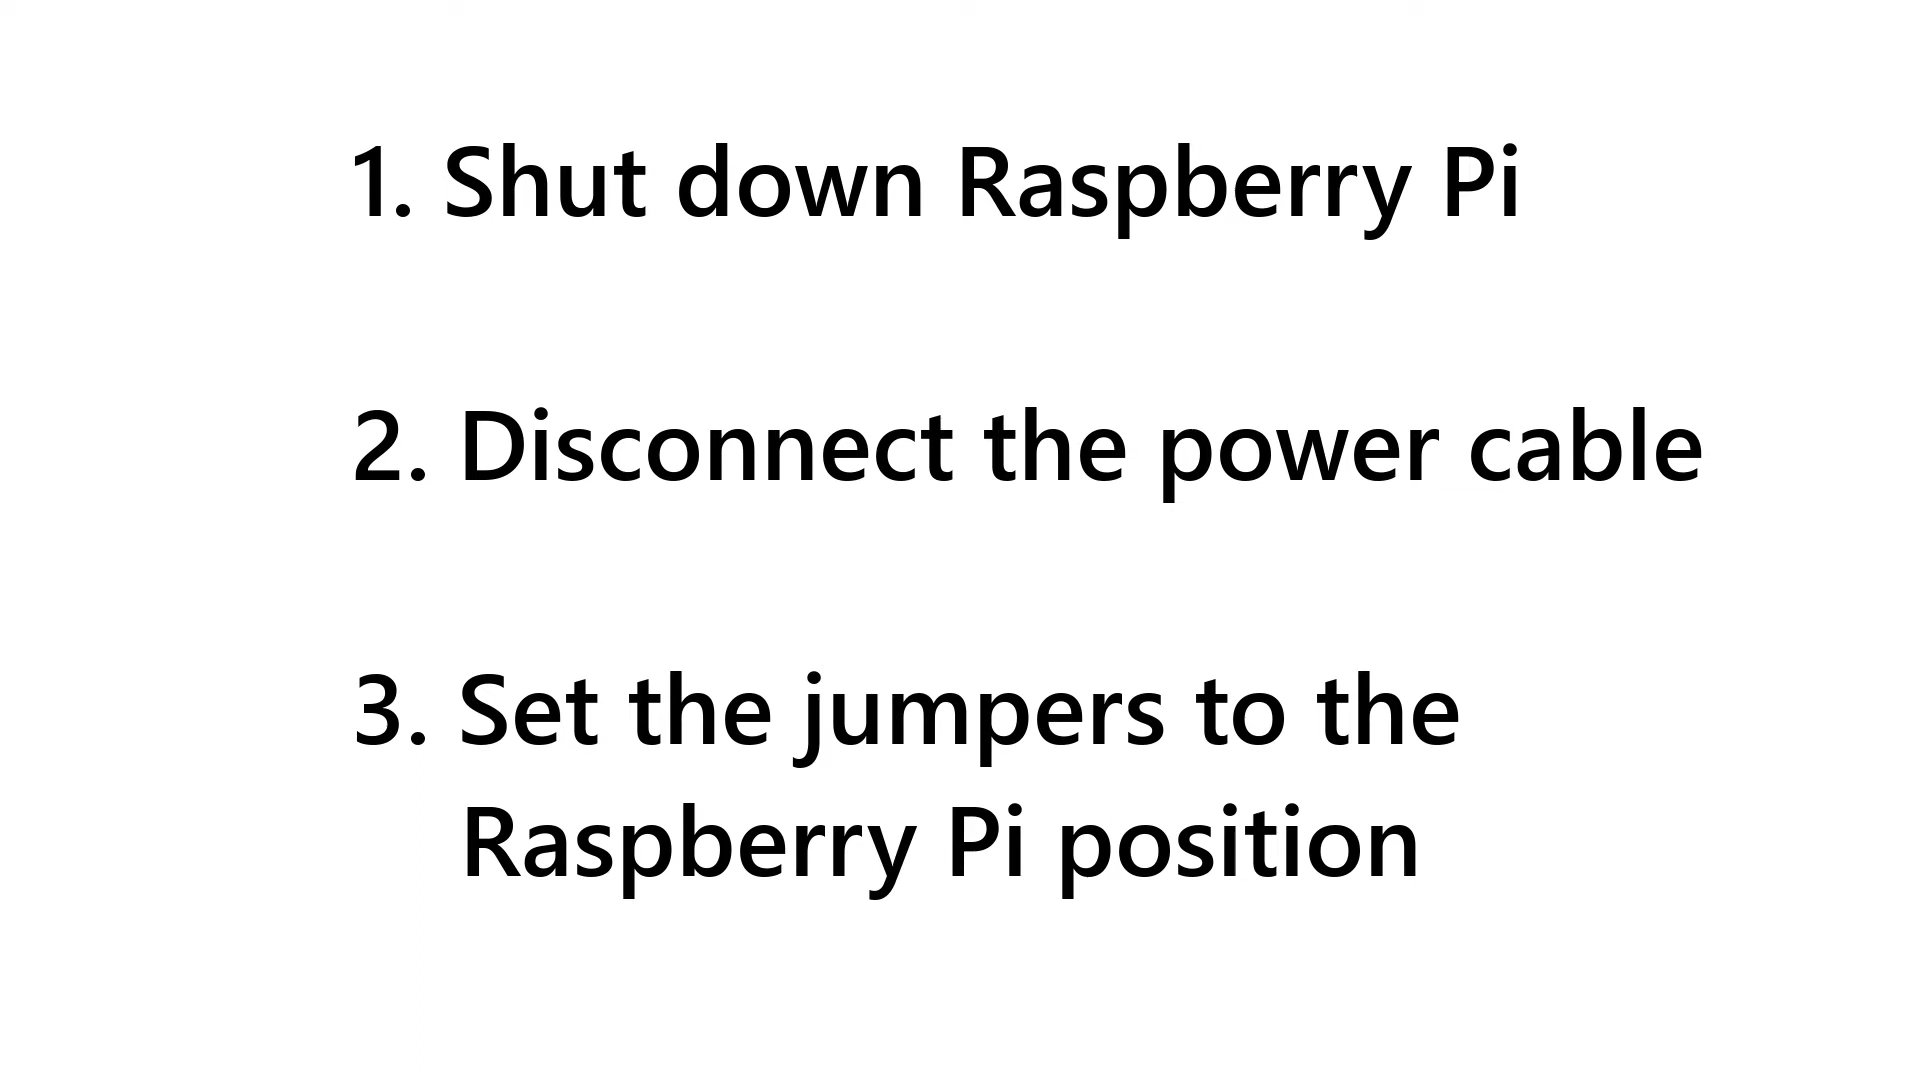 1. Shut down Raspberry Pi
2. Disconnect the power cable
3. Set the jumpers to the
Raspberry Pi position